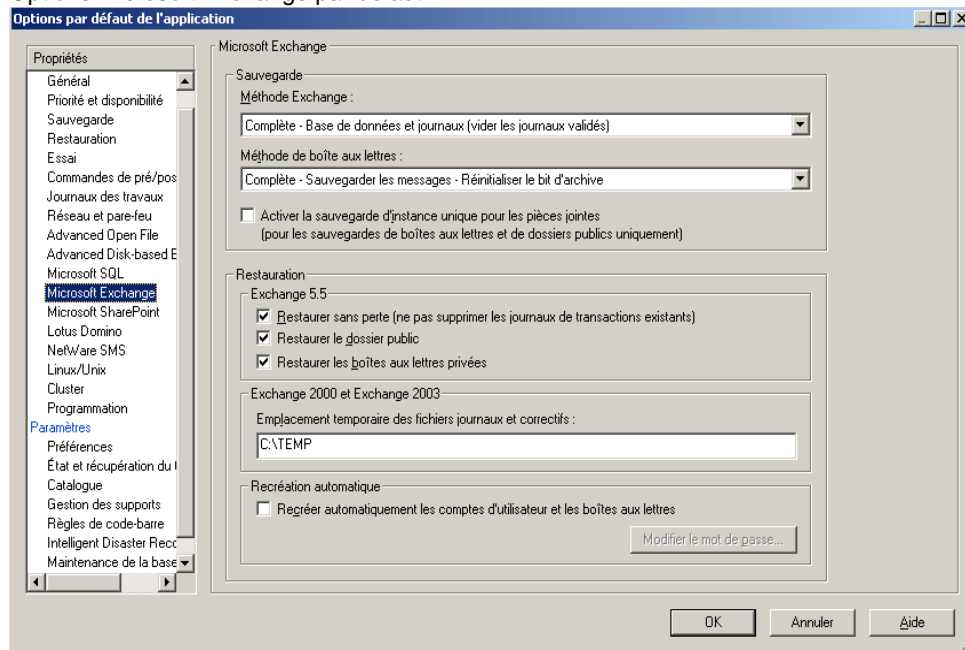 Options par défaut de l'application
Propriétés
Général
Priorité et disponibilité
Sauvegarde
Restauration
Essai
Commandes de pré/pos
Journaux des travaux
Réseau et pare-feu
Advanced Open File
Advanced Disk-based E
Microsoft SQL
Microsoft Exchange
Microsoft SharePoint
Lotus Domino
NetWare SMS
Linux/Unix
Cluster
Programmation
Paramètres
Préférences
État et récupération du
Catalogue
Gestion des supports
Règles de code-barre
Intelligent Disaster Recc
Maintenance de la base
Microsoft Exchange
Sauvegarde
Méthode Exchange :
Complète - Base de données et journaux (vider les journaux validés)
Méthode de boîte aux lettres :
Complète - Sauvegarder les messages - Réinitialiser le bit d'archive
Activer la sauvegarde d'instance unique pour les pièces jointes
(pour les sauvegardes de boîtes aux lettres et de dossiers publics uniquement)
Restauration
Exchange 5.5
Restaurer sans perte (ne pas supprimer les journaux de transactions existants)
Restaurer le dossier public
Restaurer les boîtes aux lettres privées
Exchange 2000 et Exchange 2003
Emplacement temporaire des fichiers journaux et correctifs :
C:\TEMP
Recréation automatique
Recréer automatiquement les comptes d'utilisateur et les boîtes aux lettres
Modifier le mot de passe...
OK
Annuler
Aide